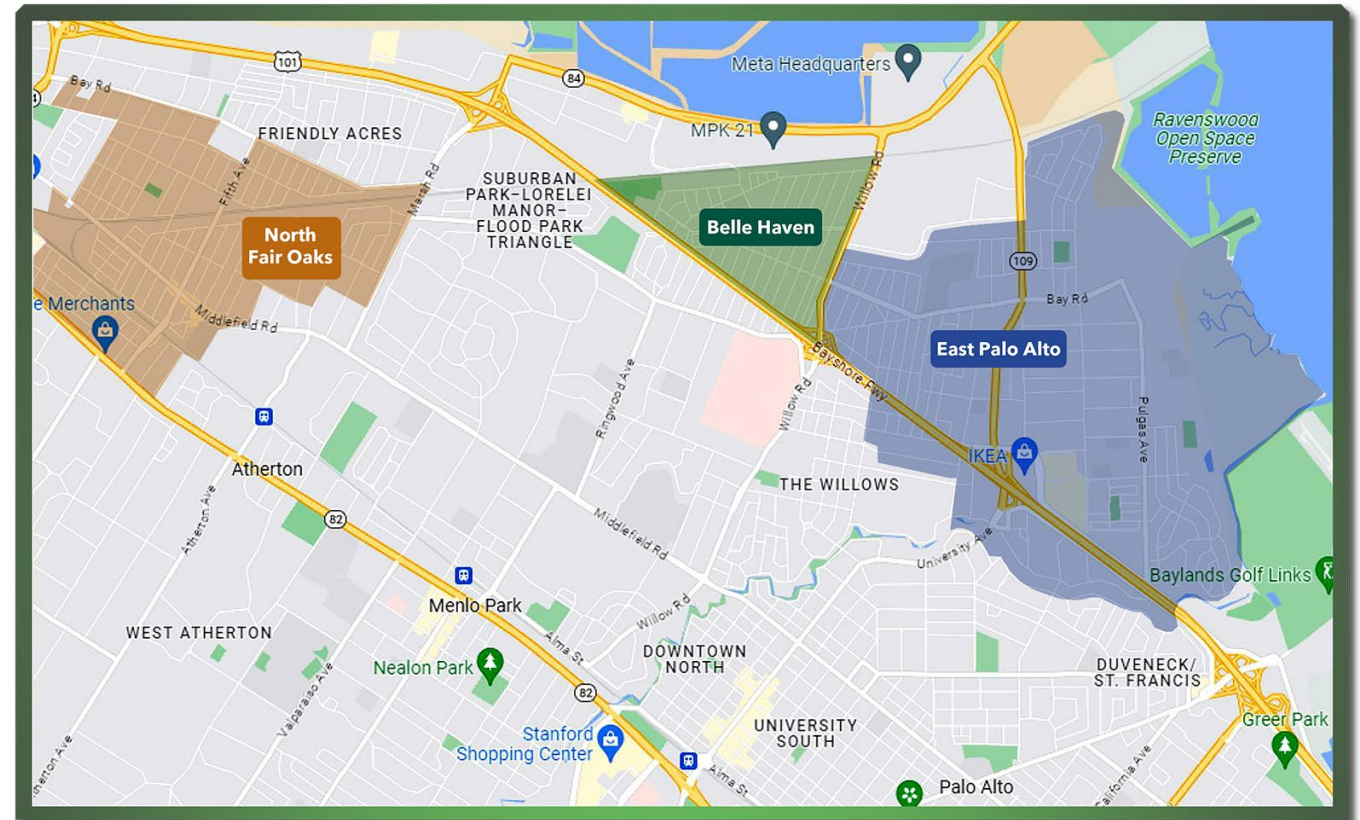 101
84
Meta Headquarters
Bay Rd
MPK 21
Ravenswood
Open Space
Preserve
FRIENDLY ACRES
Fifth Ave
Marsh Rd
SUBURBAN
PARK–LORELEI
MANOR–
FLOOD PARK
TRIANGLE
Willow Rd
North
Fair Oaks
Belle Haven
109
Bay Rd
e Merchants
Middlefield Rd
East Palo Alto
Bayshore Fwy
Ringwood Ave
Willow Rd
Pulgas Ave
IKEA
Atherton
THE WILLOWS
Atherton Ave
82
Middlefield Rd
University Ave
Baylands Golf Links
Menlo Park
Willow Rd
WEST ATHERTON
Alma St
Nealon Park
DOWNTOWN
NORTH
DUVENECK/
ST. FRANCIS
Valparaiso Ave
82
UNIVERSITY
SOUTH
Greer Park
Stanford
Shopping Center
therton Ave
Alma St
Palo Alto
California Ave